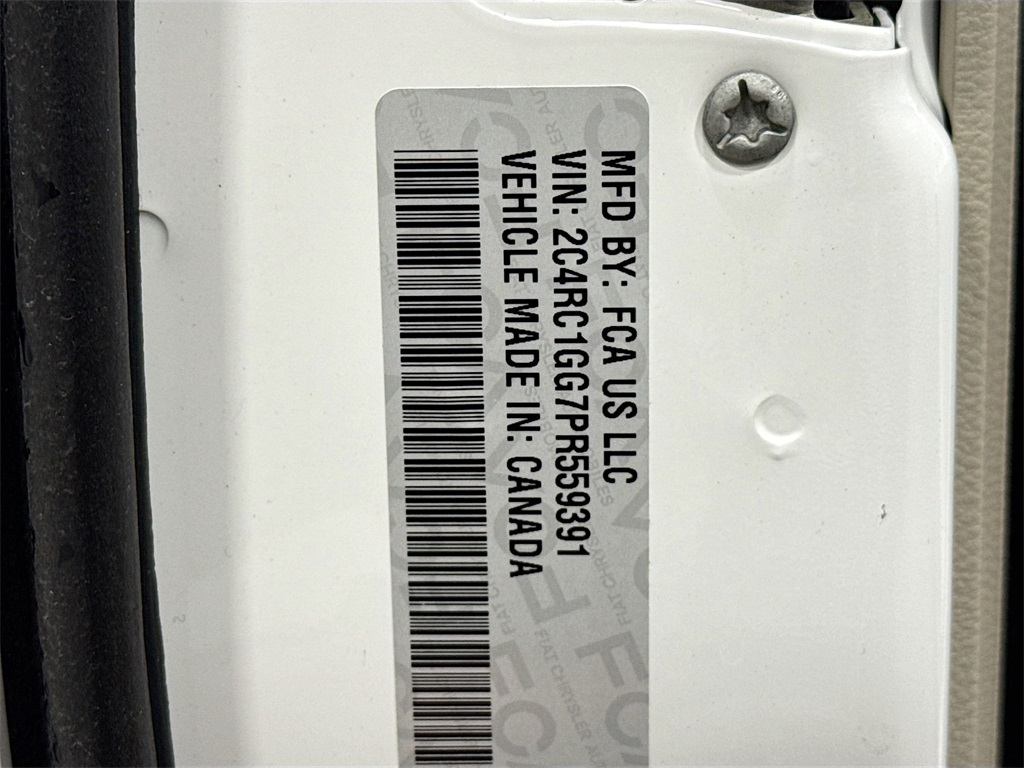 MFD BY: FCA US LLC
VIN: 2C4RC1GG7PR559391
VEHICLE MADE IN: CANADA